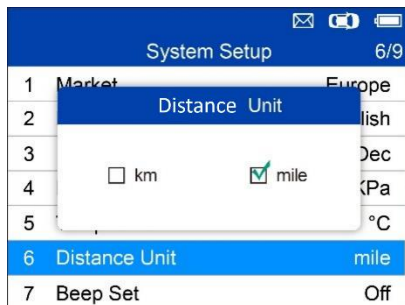 System Setup 6/9
1 Market Europe
Distance Unit
2 lish
3 Dec
km mile
4 KPa
5 °C
6 Distance Unit mile
7 Beep Set Off